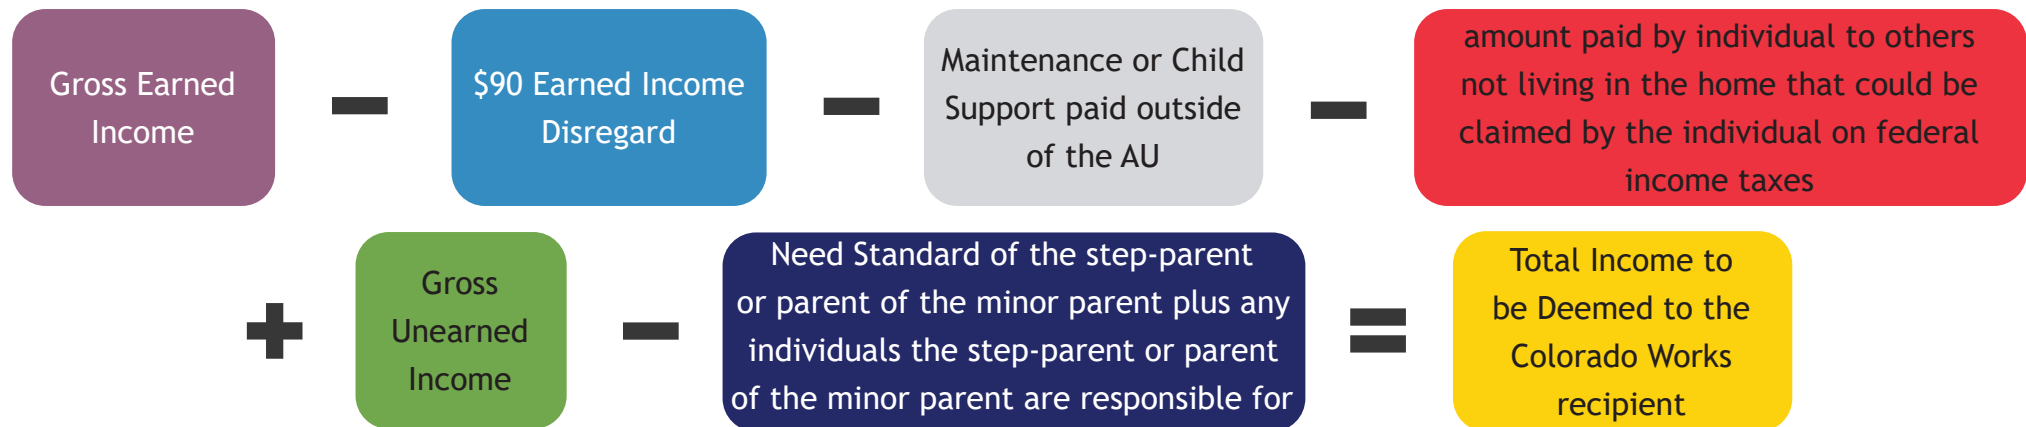 Gross Earned
Income
$90 Earned Income
Disregard
Maintenance or Child
Support paid outside
of the AU
amount paid by individual to others
not living in the home that could be
claimed by the individual on federal
income taxes
Gross
Unearned
Income
Need Standard of the step-parent
or parent of the minor parent plus any
individuals the step-parent or parent
of the minor parent are responsible for
Total Income to
be Deemed to the
Colorado Works
recipient